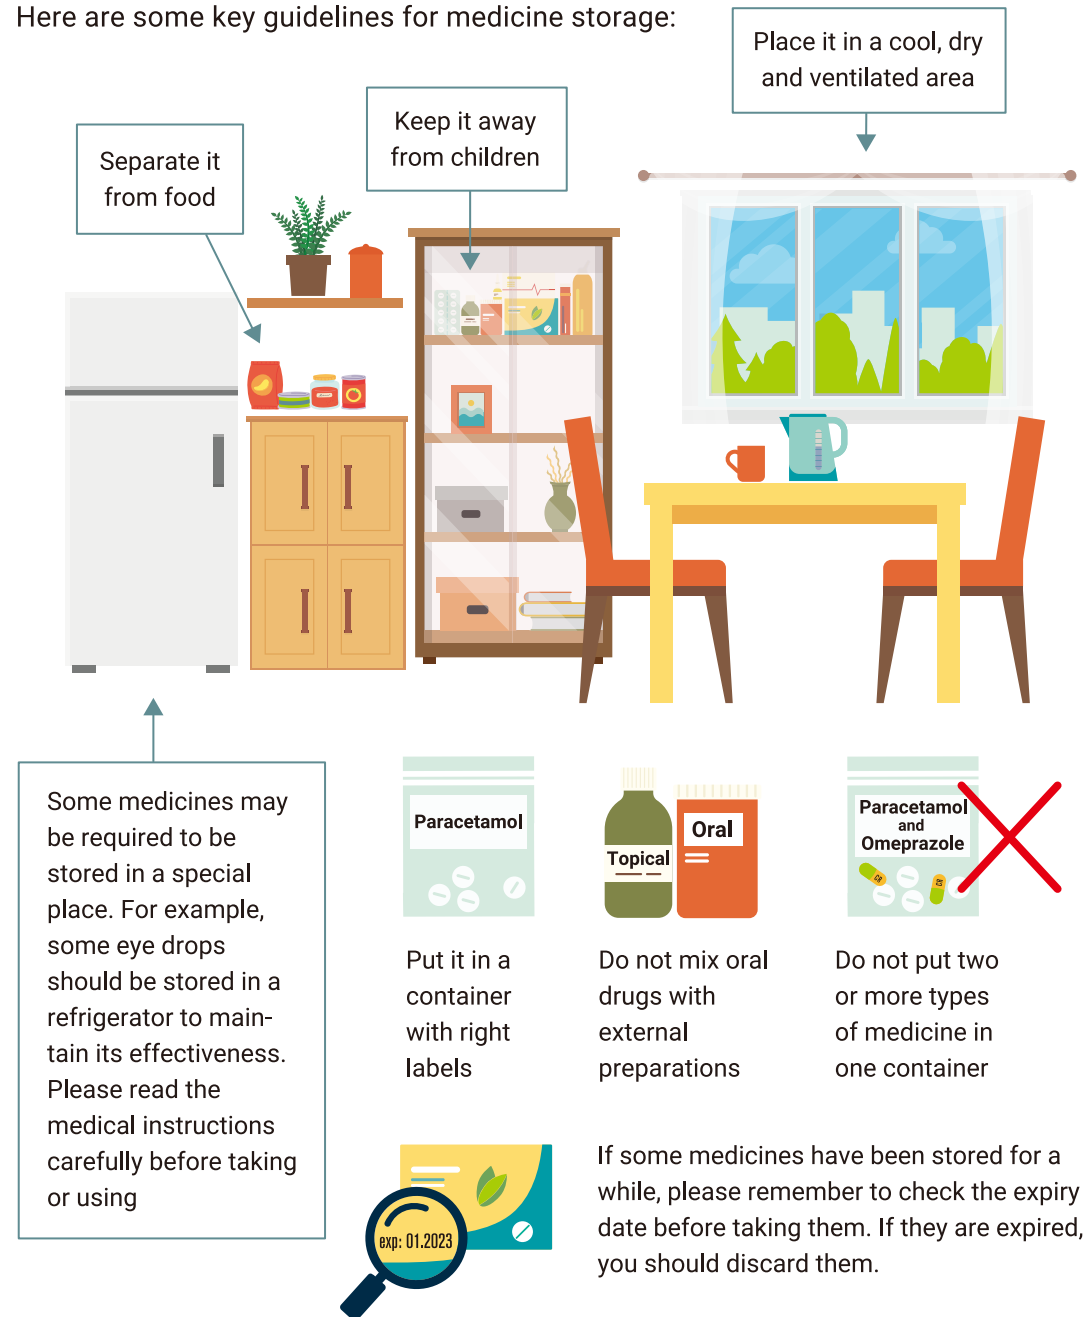 Here are some key guidelines for medicine storage:
Place it in a cool, dry
and ventilated area
Keep it away
from children
Separate it
from food
Some medicines may
be required to be
stored in a special
place. For example,
some eye drops
should be stored in a
refrigerator to main-
tain its effectiveness.
Please read the
medical instructions
carefully before taking
or using
Paracetamol
Put it in a
container
with right
labels
Topical
Oral
Do not mix oral
drugs with
external
preparations
Paracetamol
and
Omeprazole
Do not put two
or more types
of medicine in
one container
exp: 01.2023
If some medicines have been stored for a
while, please remember to check the expiry
date before taking them. If they are expired,
you should discard them.